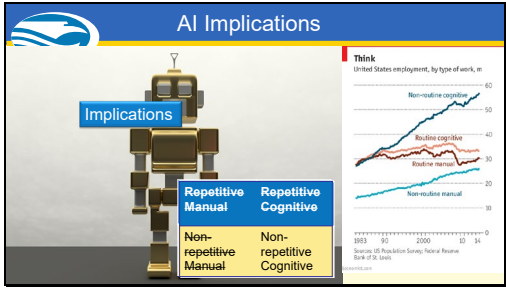 AI Implications
Implications
Repetitive Manual
Repetitive Cognitive
Non-repetitive Manual
Non-repetitive Cognitive
Think
United States employment, by type of work, m
60
Non-routine cognitive
50
Routine cognitive
40
30
Routine manual
20
Non-routine manual
10
0
1983 90 2000 10 14
Sources: US Population Survey; Federal Reserve
Bank of St. Louis
Economist.com